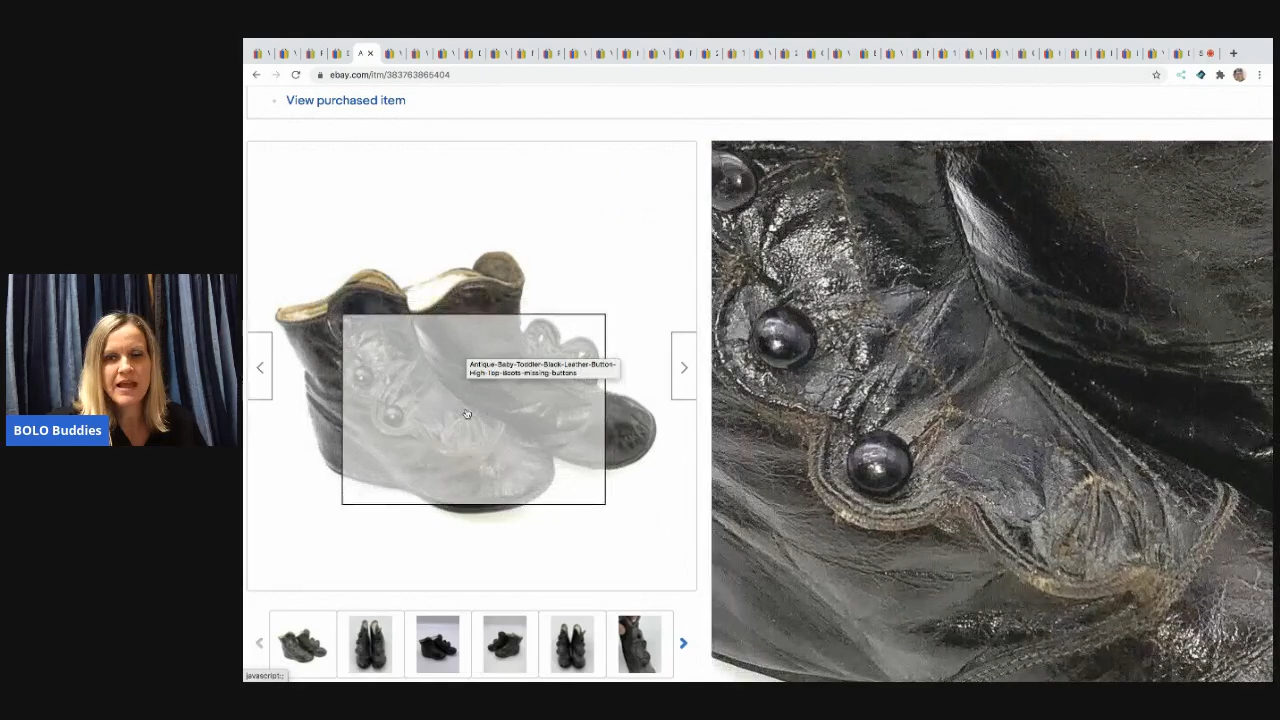 ebay.com/itm/383763865404
View purchased item
Antique-Baby-Toddler-Black-Leather-Button-
High-Top-Boots-missing-buttons
BOLO Buddies
javascript:;